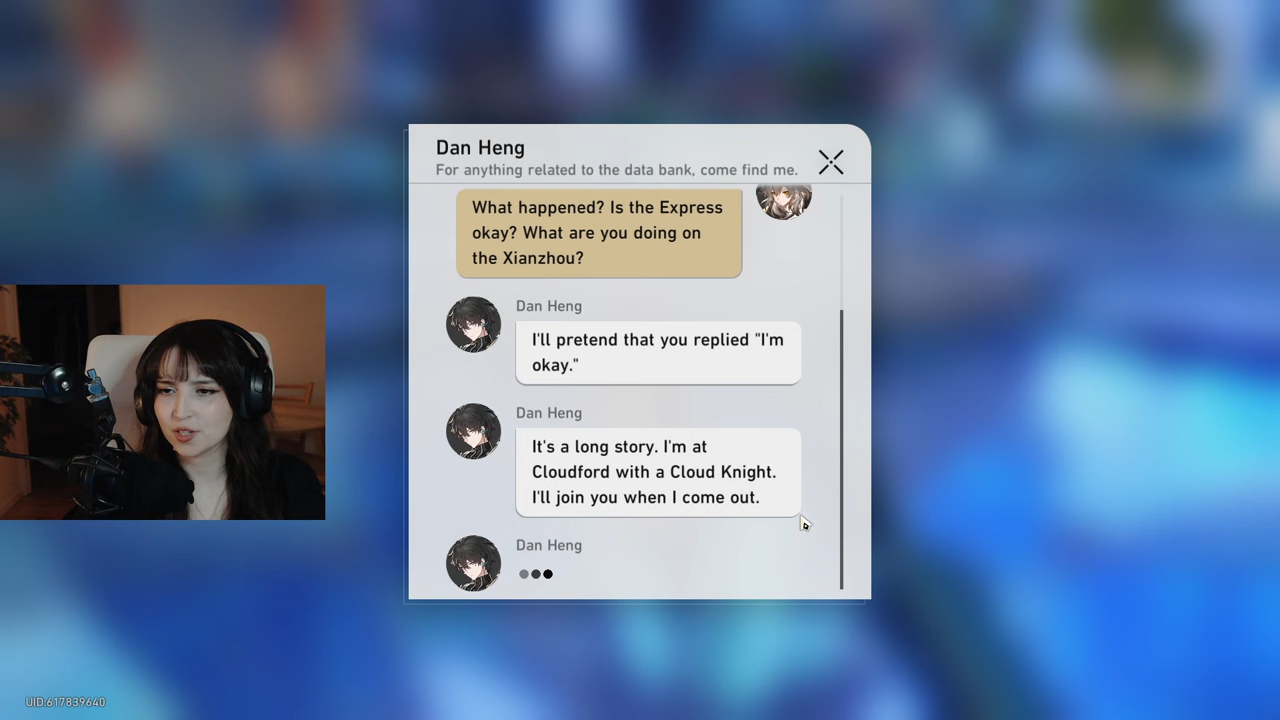 Dan Heng
For anything related to the data bank, come find me.
What happened? Is the Express
okay? What are you doing on
the Xianzhou?
Dan Heng
I'll pretend that you replied "I'm
okay."
Dan Heng
It's a long story. I'm at
Cloudford with a Cloud Knight.
I'll join you when I come out.
Dan Heng
UID:617839640